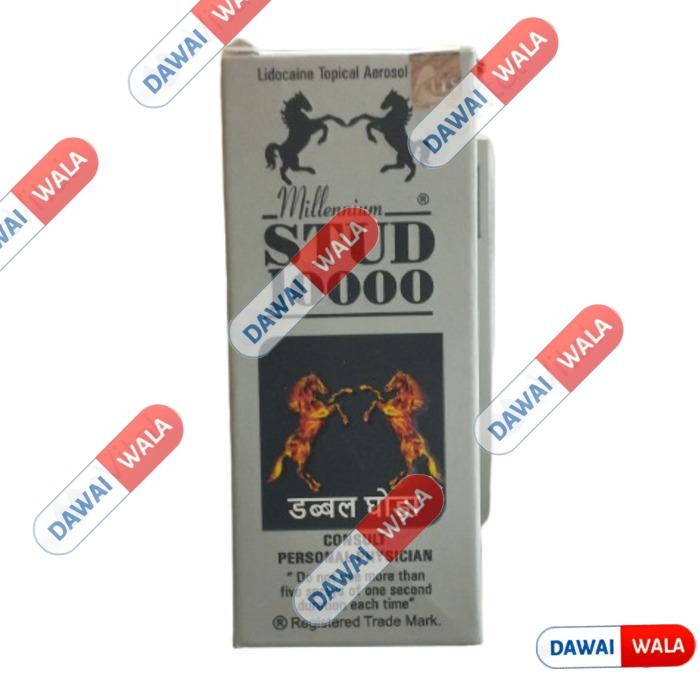 Lidocaine Topical Aerosol
Millennium ®
STUD
10000
डब्बल घोड़ा
CONSULT
PERSONAL PHYSICIAN
" Do not use more than
five sprays of one second
duration each time"
® Registered Trade Mark.
DAWAI WALA
DAWAI WALA
DAWAI WALA
DAWAI WALA
DAWAI WALA
DAWAI WALA
DAWAI WALA
DAWAI WALA